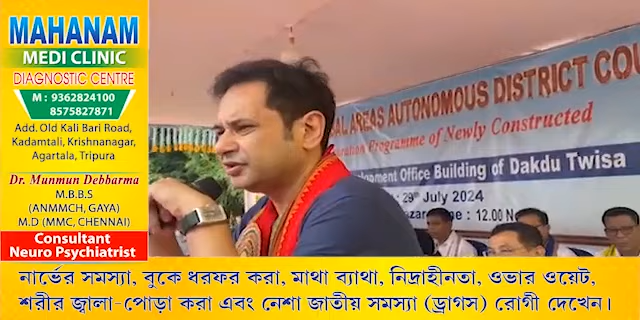 MAHANAM
MEDI CLINIC
DIAGNOSTIC CENTRE
M : 9362824100
8575827871
Add. Old Kali Bari Road,
Kadamtali, Krishnanagar,
Agartala, Tripura
Dr. Munmun Debbarma
M.B.B.S
(ANMMCH, GAYA)
M.D (MMC, CHENNAI)
Consultant
Neuro Psychiatrist
AREAS AUTONOMOUS DISTRICT COU
Programme of Newly Constructed
Office Building of Dakdu Twisa
29th July 2024
: 12.00 No
নার্ভের সমস্যা, বুকে ধরফর করা, মাথা ব্যাথা, নিদ্রাহীনতা, ওভার ওয়েট,
শরীর জ্বালা-পোড়া করা এবং নেশা জাতীয় সমস্যা (ড্রাগস) রোগী দেখেন।